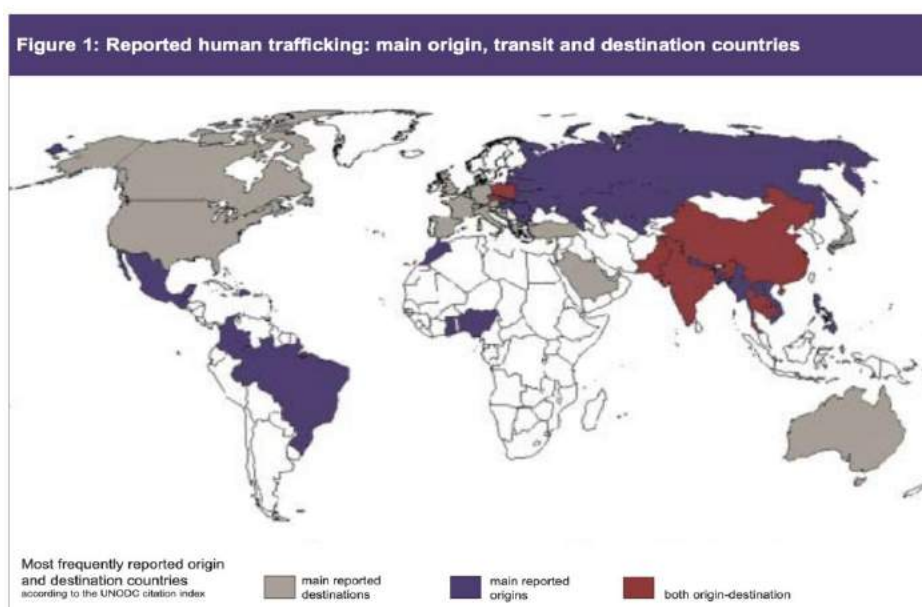 Figure 1: Reported human trafficking: main origin, transit and destination countries
Most frequently reported origin
and destination countries
according to the UNODC citation index
main reported
destinations
main reported
origins
both origin-destination